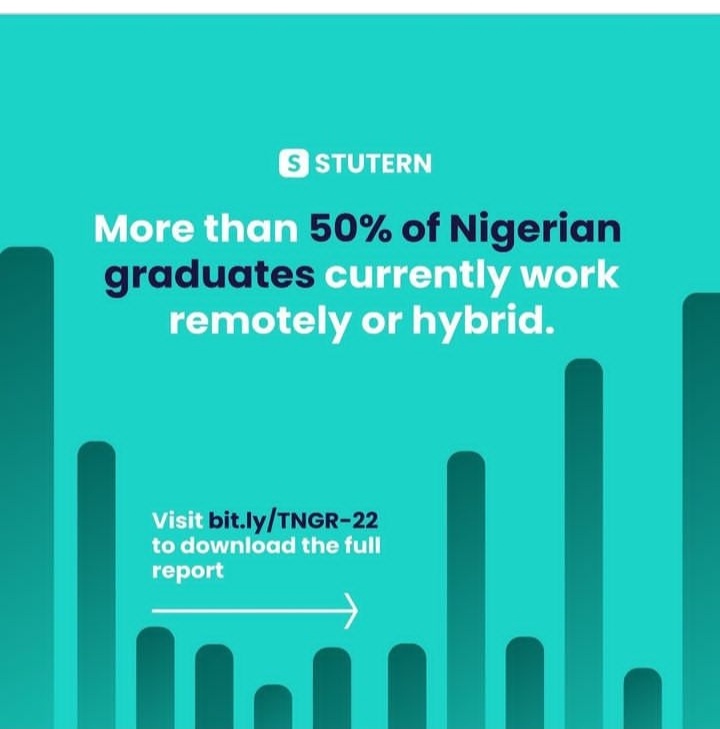 S STUTERN
More than 50% of Nigerian
graduates currently work
remotely or hybrid.
Visit bit.ly/TNGR-22
to download the full
report